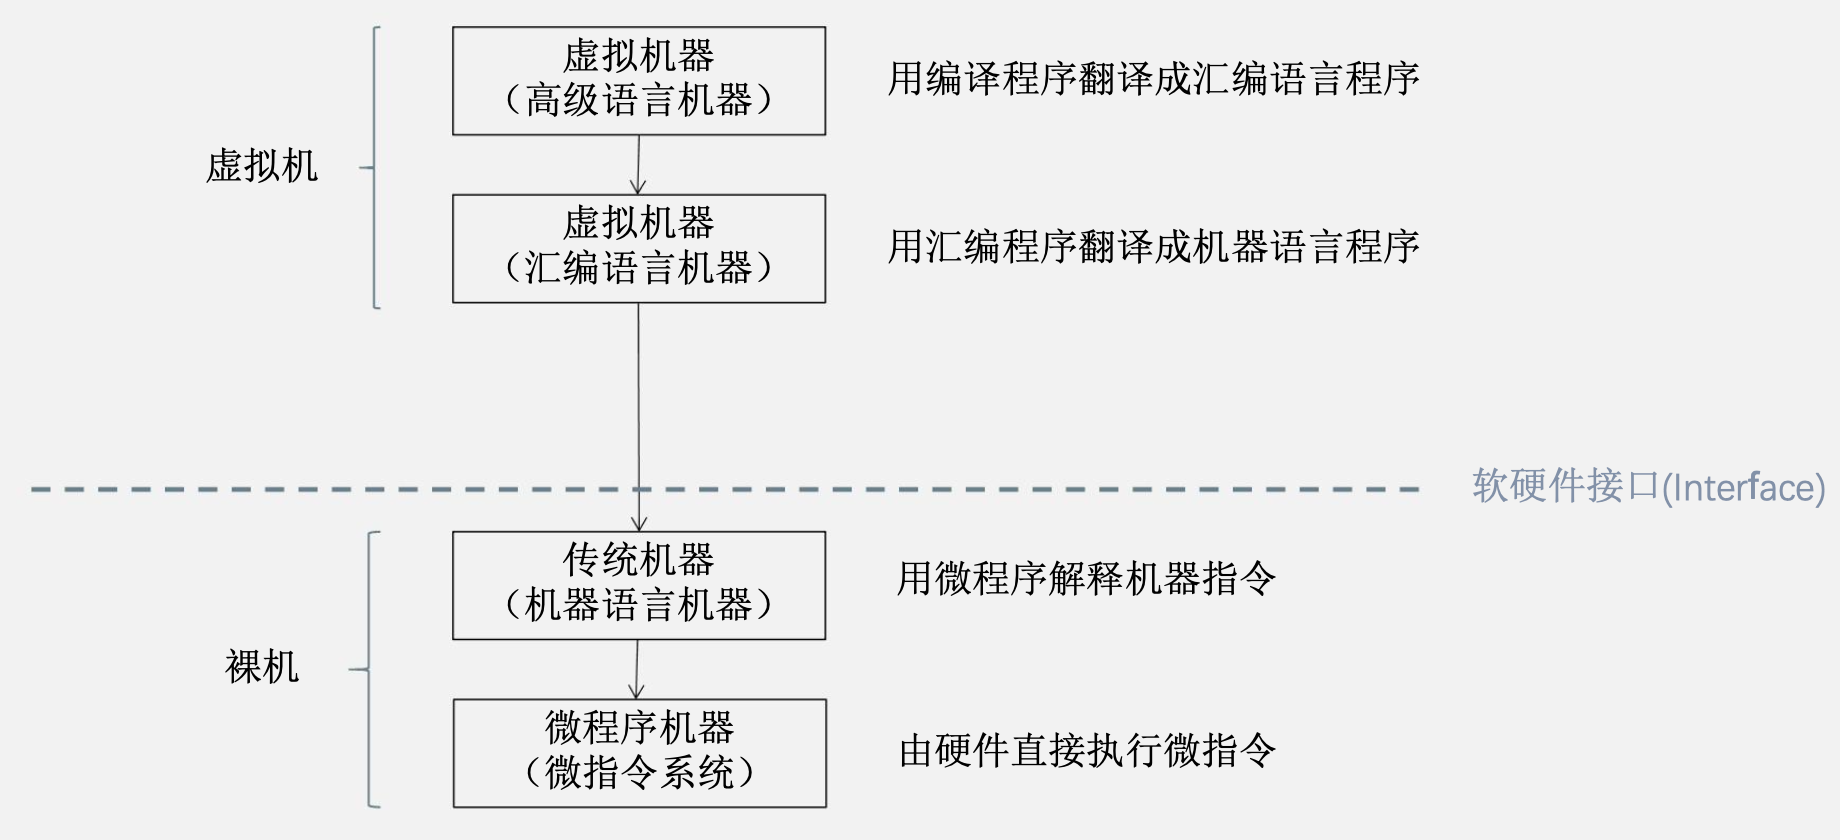 虚拟机器
（高级语言机器）
用编译程序翻译成汇编语言程序
虚拟机
虚拟机器
（汇编语言机器）
用汇编程序翻译成机器语言程序
软硬件接口(Interface)
传统机器
（机器语言机器）
用微程序解释机器指令
裸机
微程序机器
（微指令系统）
由硬件直接执行微指令